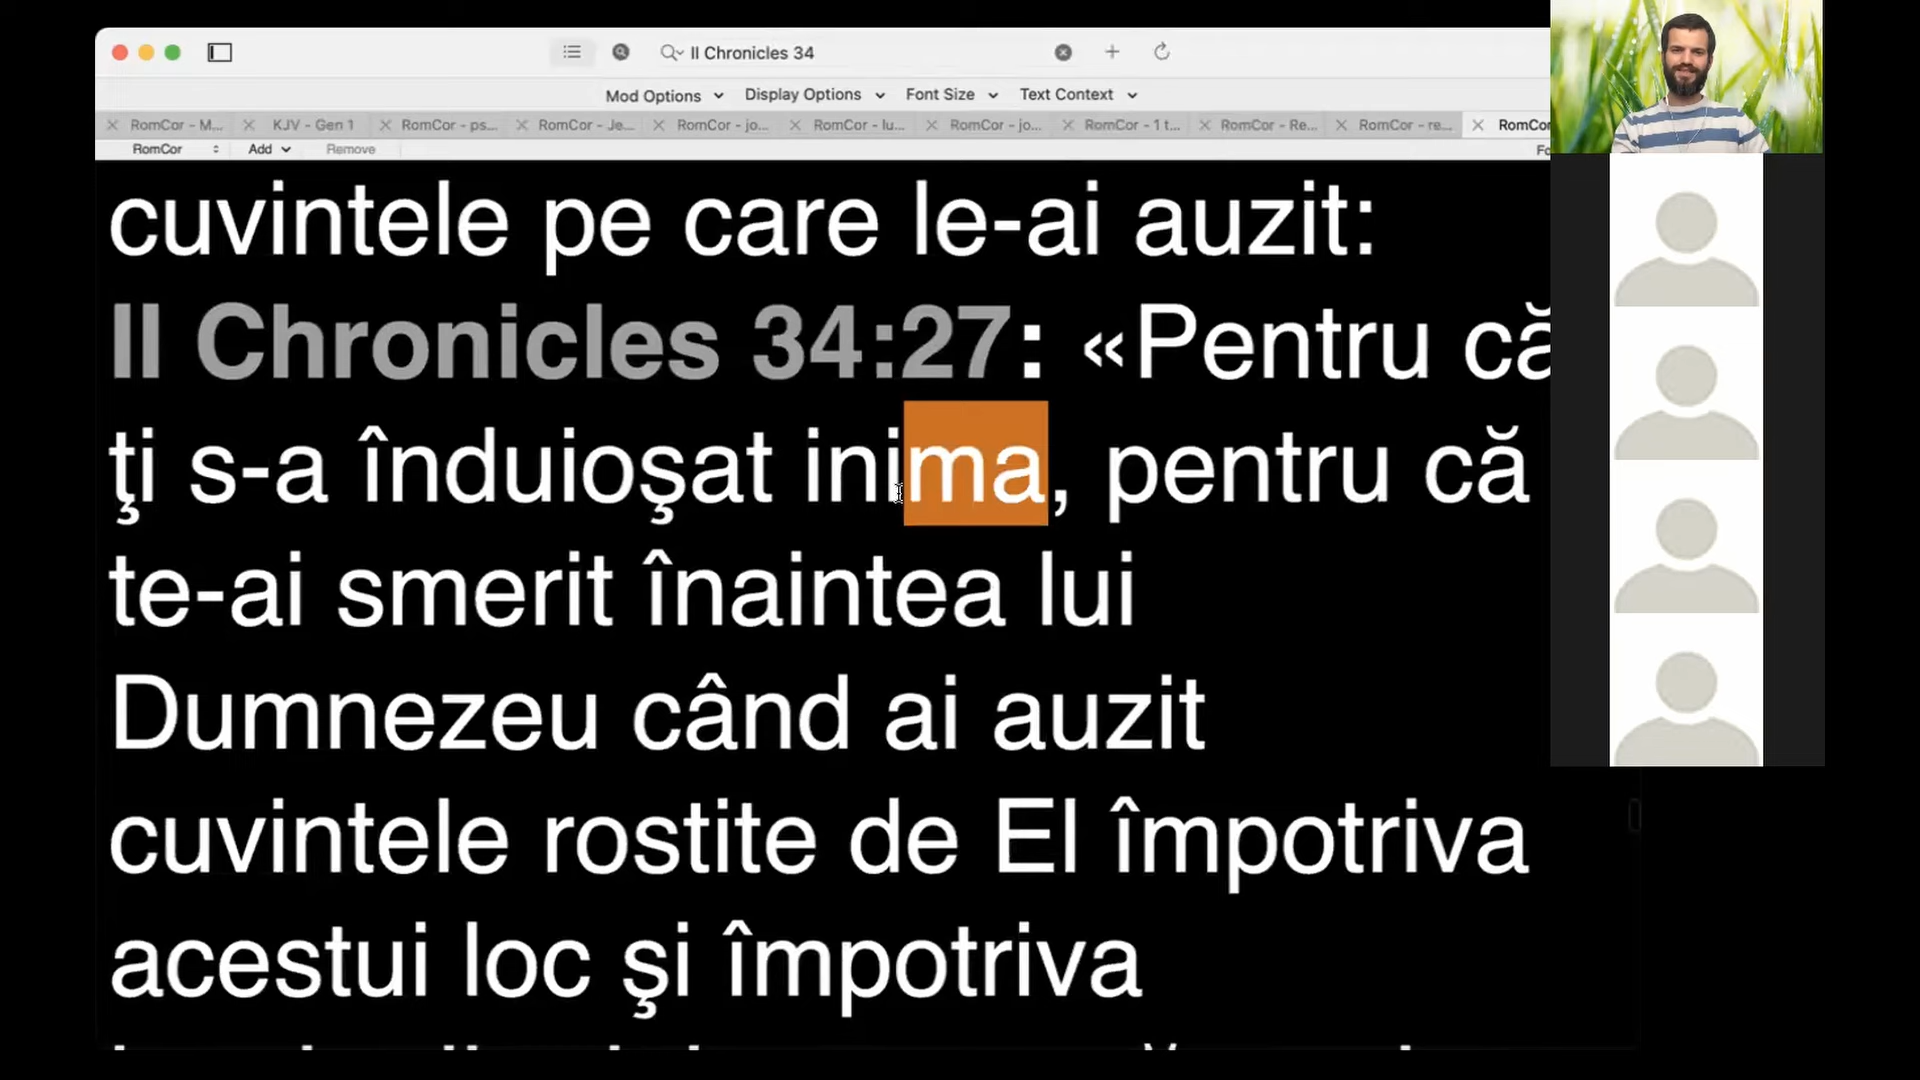 II Chronicles 34
Mod Options Display Options Font Size Text Context
RomCor - M... KJV - Gen 1 RomCor - ps... RomCor - Je... RomCor - jo... RomCor - lu... RomCor - jo... RomCor - 1 t... RomCor - Re... RomCor - re... RomCor
RomCor Add Remove
cuvintele pe care le-ai auzit:
II Chronicles 34:27: «Pentru că
ţi s-a înduioşat inima, pentru că
te-ai smerit înaintea lui
Dumnezeu când ai auzit
cuvintele rostite de El împotriva
acestui loc şi împotriva